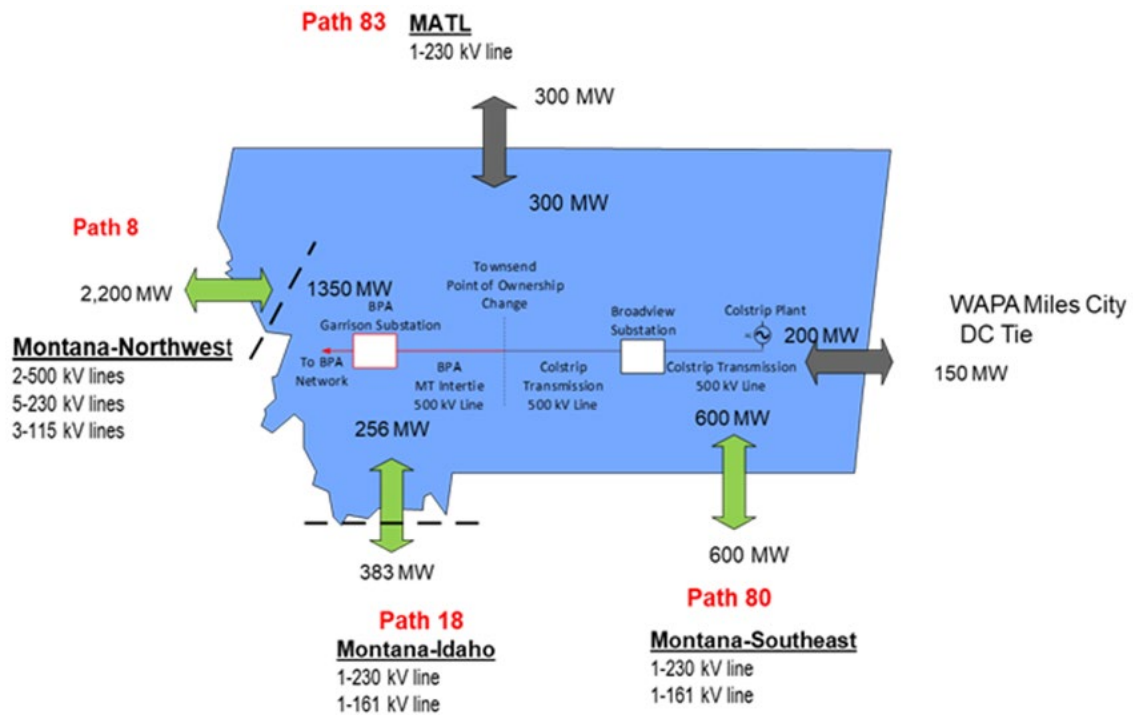 Path 83 MATL
1-230 kV line
300 MW
300 MW
Path 8
2,200 MW
1350 MW
Montana-Northwest
2-500 kV lines
5-230 kV lines
3-115 kV lines
BPA
Garrison Substation
Townsend
Point of Ownership
Change
Broadview
Substation
Colstrip Plant
200 MW
WAPA Miles City
DC Tie
150 MW
To BPA
Network
BPA
MT Intertie
500 kV Line
Colstrip
Transmission
500 kV Line
Colstrip Transmission
500 kV Line
256 MW
600 MW
383 MW
600 MW
Path 18
Montana-Idaho
1-230 kV line
1-161 kV line
Path 80
Montana-Southeast
1-230 kV line
1-161 kV line